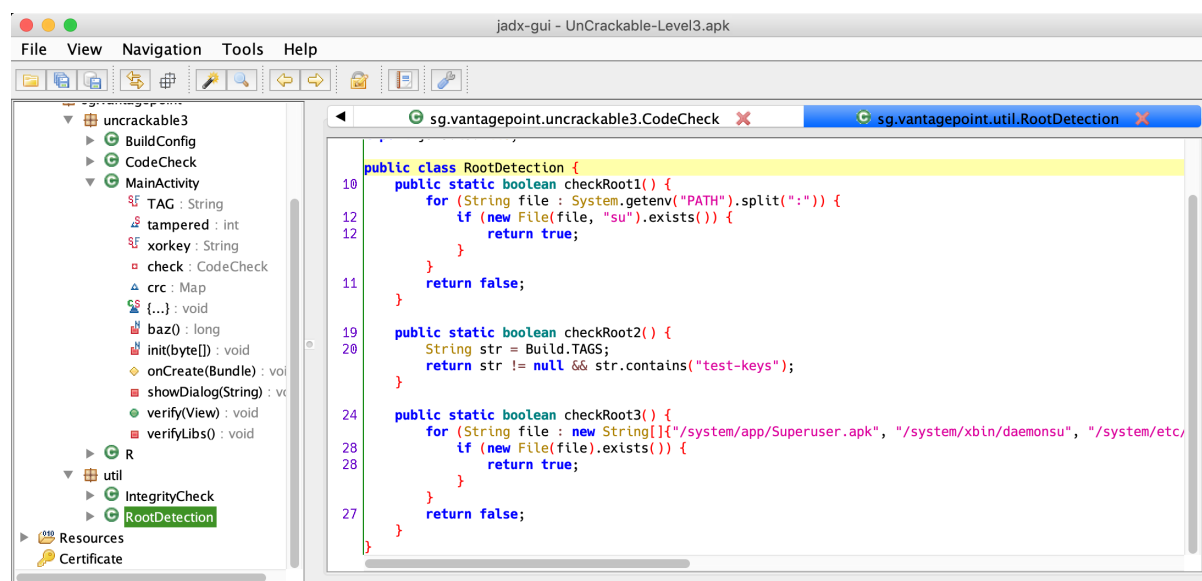 jadx-gui - UnCrackable-Level3.apk
File View Navigation Tools Help
uncrackable3
BuildConfig
CodeCheck
MainActivity
TAG : String
tampered : int
xorkey : String
check : CodeCheck
crc : Map
{...} : void
baz() : long
init(byte[]) : void
onCreate(Bundle) : voi
showDialog(String) : vo
verify(View) : void
verifyLibs() : void
R
util
IntegrityCheck
RootDetection
Resources
Certificate
sg.vantagepoint.uncrackable3.CodeCheck sg.vantagepoint.util.RootDetection
public class RootDetection {
10 public static boolean checkRoot1() {
for (String file : System.getenv("PATH").split(":")) {
12 if (new File(file, "su").exists()) {
12 return true;
}
}
11 return false;
}
19 public static boolean checkRoot2() {
20 String str = Build.TAGS;
return str != null && str.contains("test-keys");
}
24 public static boolean checkRoot3() {
for (String file : new String[]{"/system/app/Superuser.apk", "/system/xbin/daemonsu", "/system/etc/
28 if (new File(file).exists()) {
28 return true;
}
}
27 return false;
}
}